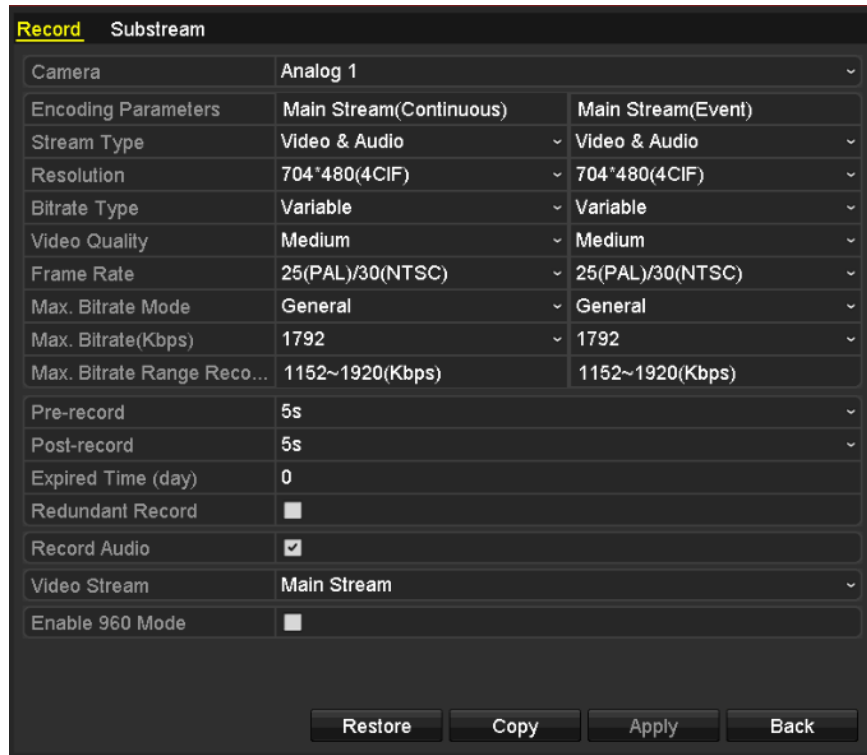 Record Substream
Camera Analog 1
Encoding Parameters Main Stream(Continuous) Main Stream(Event)
Stream Type Video & Audio Video & Audio
Resolution 704*480(4CIF) 704*480(4CIF)
Bitrate Type Variable Variable
Video Quality Medium Medium
Frame Rate 25(PAL)/30(NTSC) 25(PAL)/30(NTSC)
Max. Bitrate Mode General General
Max. Bitrate(Kbps) 1792 1792
Max. Bitrate Range Reco... 1152~1920(Kbps) 1152~1920(Kbps)
Pre-record 5s
Post-record 5s
Expired Time (day) 0
Redundant Record
Record Audio
Video Stream Main Stream
Enable 960 Mode
Restore Copy Apply Back